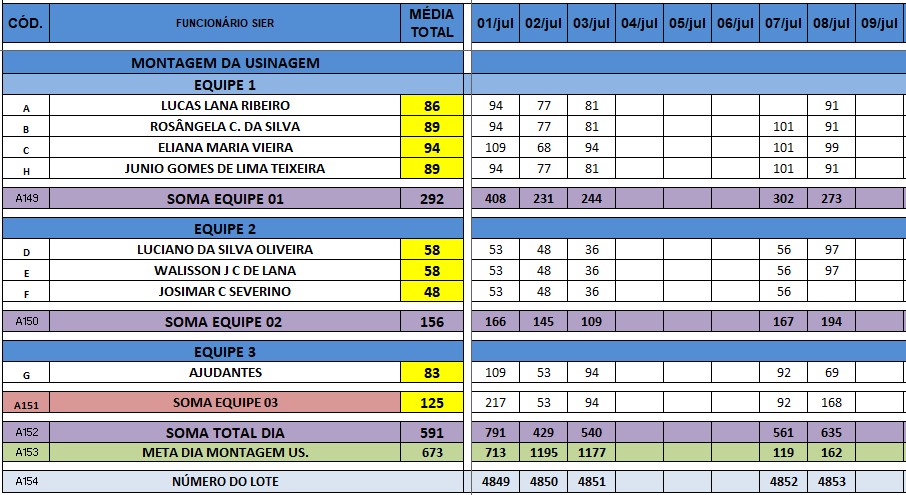 CÓD. FUNCIONÁRIO SIER MÉDIA TOTAL 01/jul 02/jul 03/jul 04/jul 05/jul 06/jul 07/jul 08/jul 09/jul
MONTAGEM DA USINAGEM
EQUIPE 1
A LUCAS LANA RIBEIRO 86 94 77 81 91
B ROSÂNGELA C. DA SILVA 89 94 77 81 101 91
C ELIANA MARIA VIEIRA 94 109 68 94 101 99
H JUNIO GOMES DE LIMA TEIXEIRA 89 94 77 81 101 91
A149 SOMA EQUIPE 01 292 408 231 244 302 273
EQUIPE 2
D LUCIANO DA SILVA OLIVEIRA 58 53 48 36 56 97
E WALISSON J C DE LANA 58 53 48 36 56 97
F JOSIMAR C SEVERINO 48 53 48 36 56
A150 SOMA EQUIPE 02 156 166 145 109 167 194
EQUIPE 3
G AJUDANTES 83 109 53 94 92 69
A151 SOMA EQUIPE 03 125 217 53 94 92 168
A152 SOMA TOTAL DIA 591 791 429 540 561 635
A153 META DIA MONTAGEM US. 673 713 1195 1177 119 162
A154 NÚMERO DO LOTE 4849 4850 4851 4852 4853